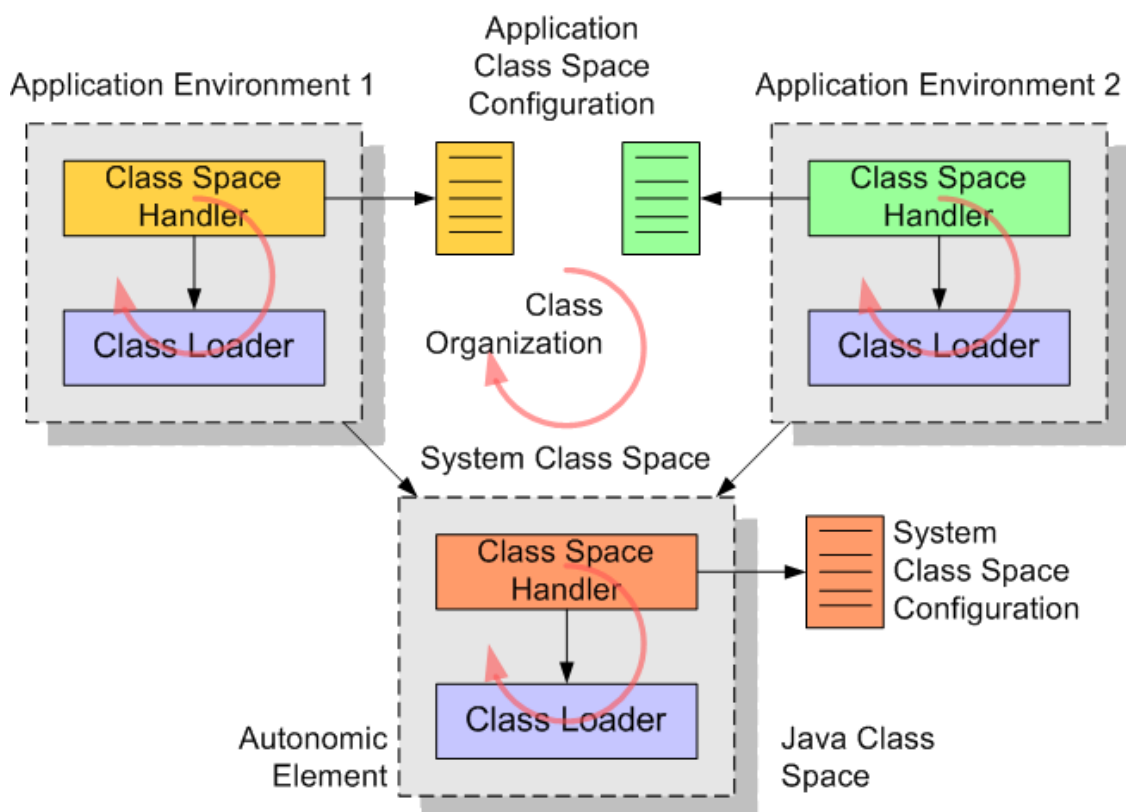 Application Environment 1
Application
Class Space
Configuration
Application Environment 2
Class Space
Handler
Class Loader
Class Space
Handler
Class Loader
Class
Organization
System Class Space
Class Space
Handler
Class Loader
System
Class Space
Configuration
Autonomic
Element
Java Class
Space